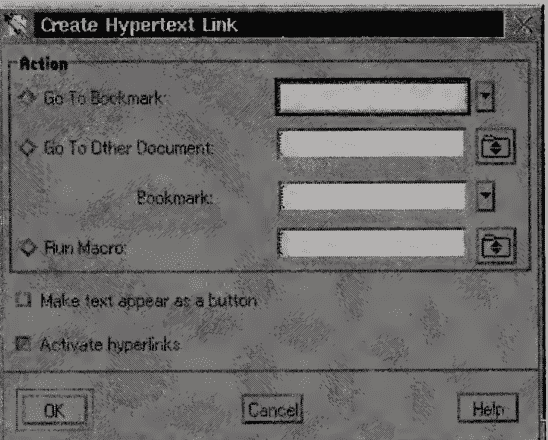 Create Hypertext Link
Action
Go To Bookmark:
Go To Other Document:
Bookmark:
Run Macro:
Make text appear as a button
Activate hyperlinks
OK
Cancel
Help